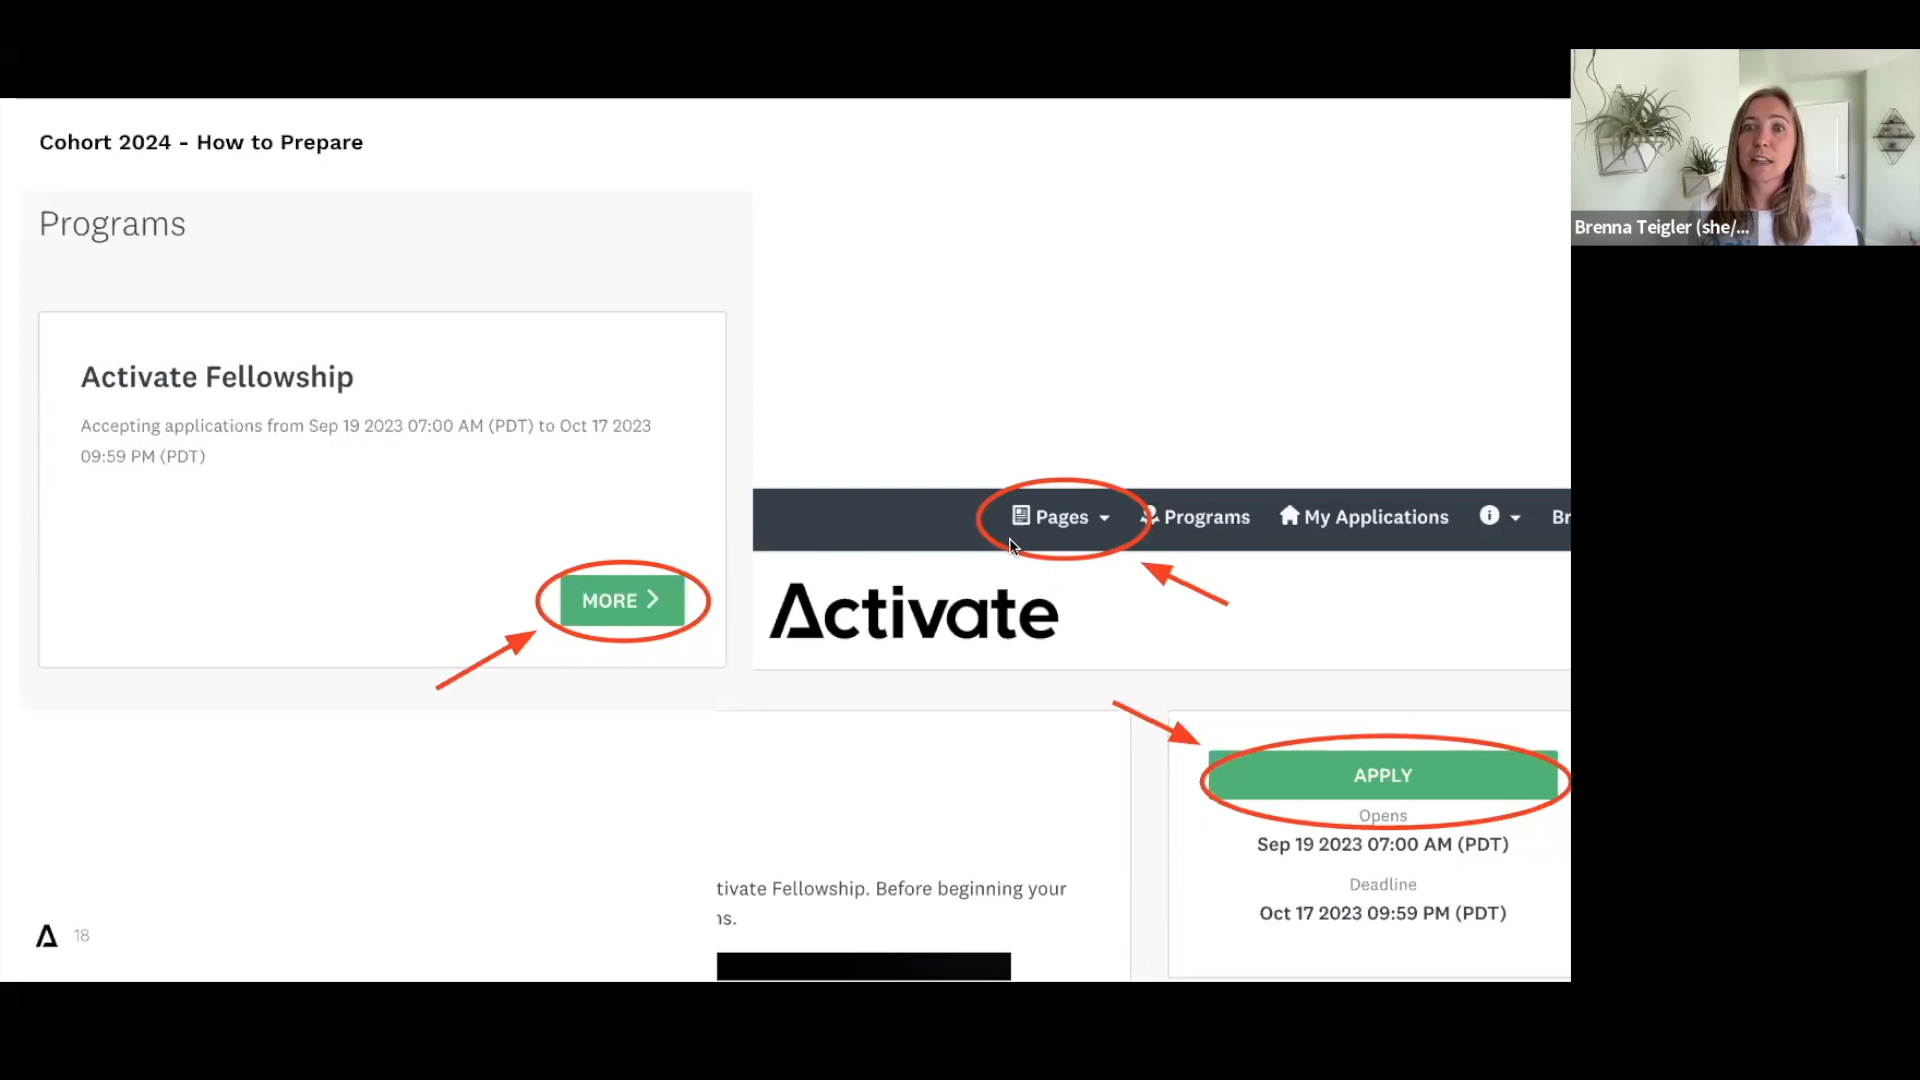 Cohort 2024 - How to Prepare
Programs
Activate Fellowship
Accepting applications from Sep 19 2023 07:00 AM (PDT) to Oct 17 2023
09:59 PM (PDT)
MORE
Pages
Programs
My Applications
Br
Activate
APPLY
Opens
Sep 19 2023 07:00 AM (PDT)
Deadline
Oct 17 2023 09:59 PM (PDT)
tivate Fellowship. Before beginning your
ns.
18
Brenna Teigler (she/...